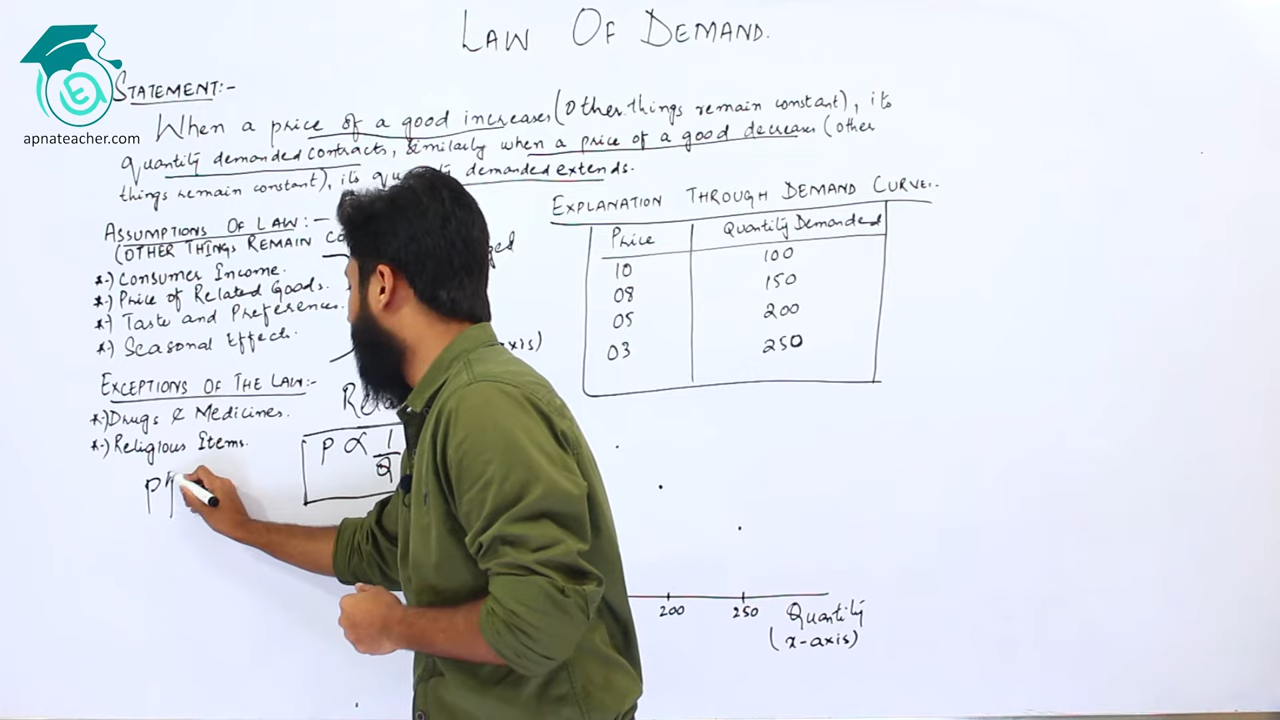 LAW OF DEMAND.
STATEMENT:-
When a price of a good increases (Other things remain constant), its
quantity demanded contracts, similarly when a price of a good decreases (other
things remain constant), its demanded extends.
apnateacher.com
ASSUMPTIONS OF LAW:-
(OTHER THINGS REMAIN
*-) Consumer Income.
*-) Price of Related Goods.
*-) Taste and Preferences.
*-) Seasonal Effect.
EXCEPTIONS OF THE LAW:-
*-) Drugs & Medicines.
*-) Religious Items.
P↑
P ∝ 1/Q
EXPLANATION THROUGH DEMAND CURVE:-
Price Quantity Demanded
10 100
08 150
05 200
03 250
200 250 Quantity
(x-axis)